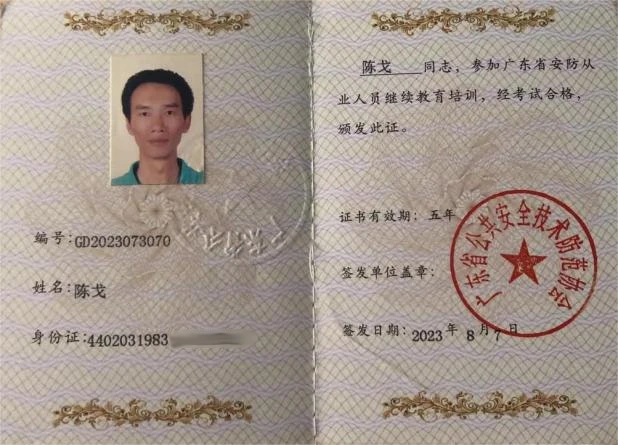 编号:GD2023073070
姓名:陈戈
身份证:4402031983
陈戈 同志，参加广东省安防从
业人员继续教育培训，经考试合格，
颁发此证。
证书有效期: 五年
签发单位盖章:
广东省公共安全技术防范协会
签发日期: 2023年 8月 7日